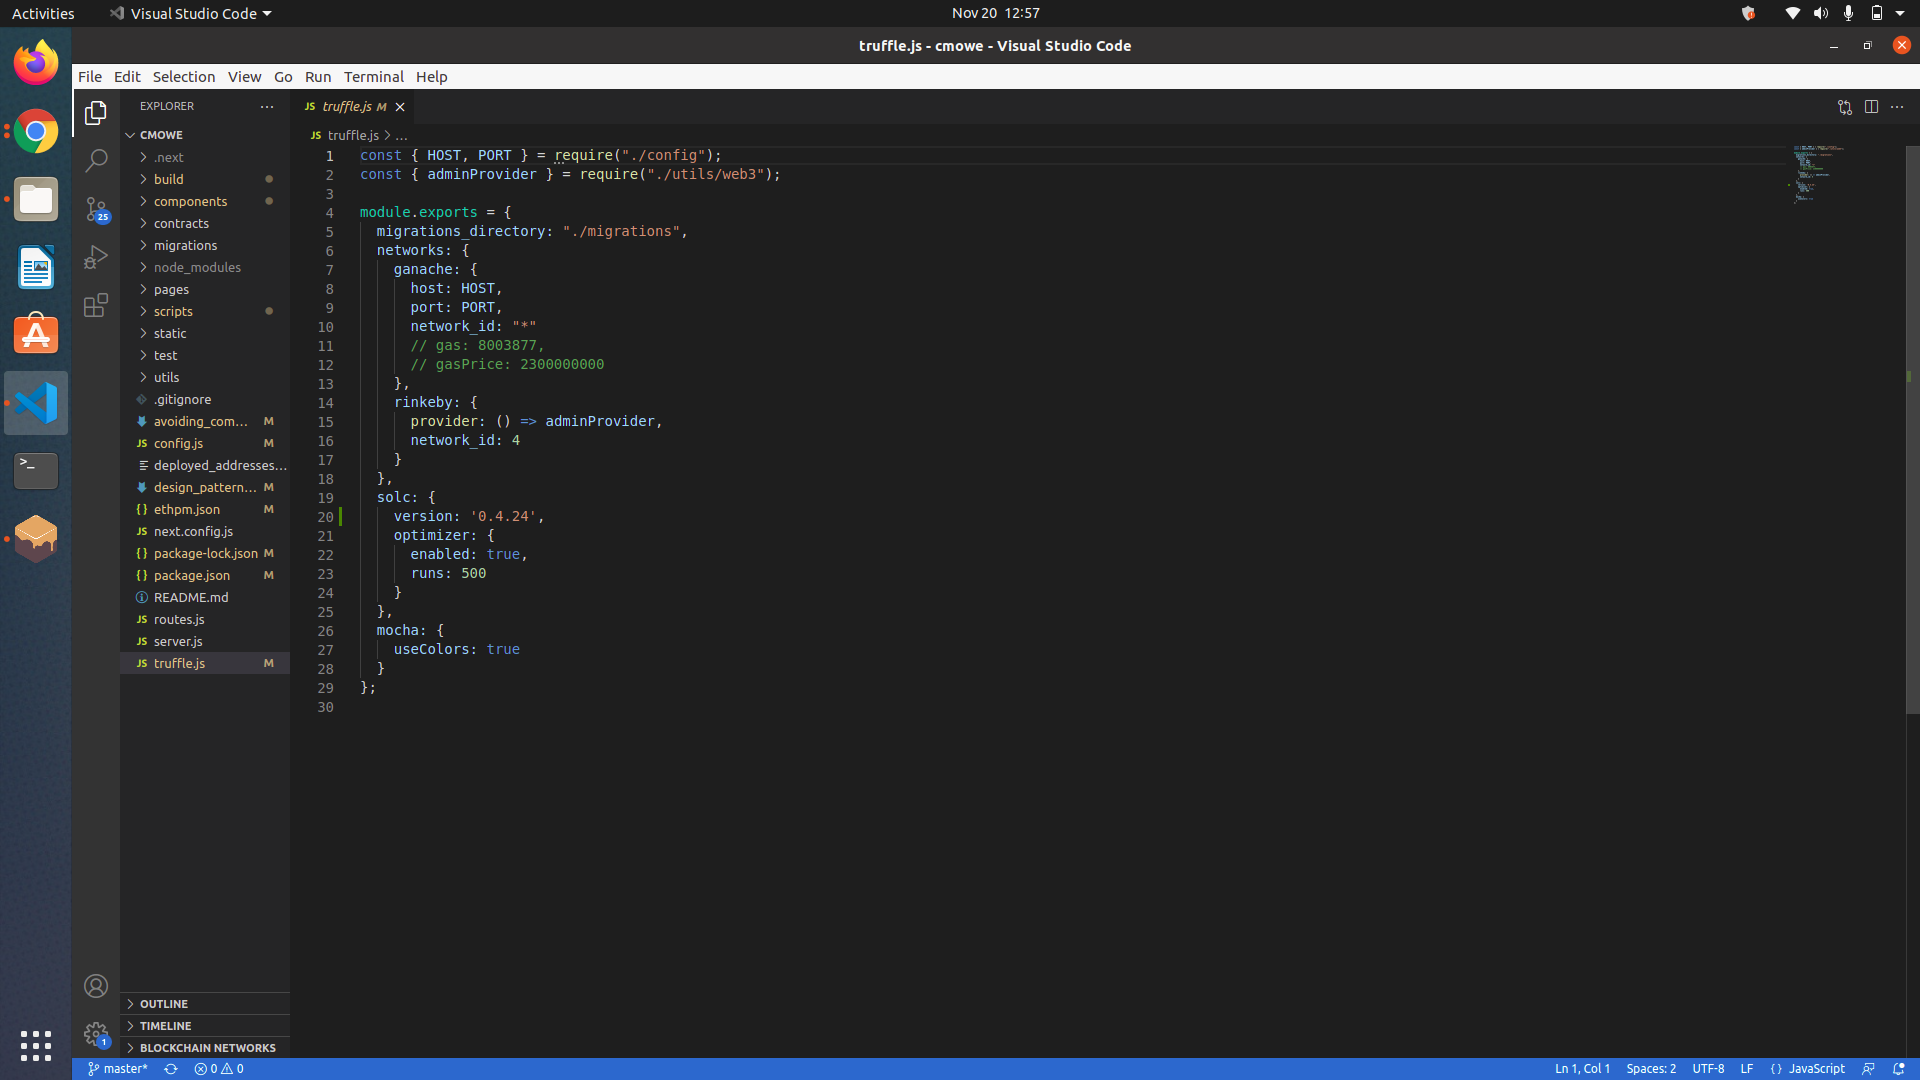 Activities
Visual Studio Code
Nov 20 12:57
truffle.js - cmowe - Visual Studio Code
File Edit Selection View Go Run Terminal Help
EXPLORER
CMOWE
.next
build
components
contracts
migrations
node_modules
pages
scripts
static
test
utils
.gitignore
avoiding_com... M
JS config.js M
deployed_addresses...
design_pattern... M
{} ethpm.json M
JS next.config.js
{} package-lock.json M
{} package.json M
README.md
JS routes.js
JS server.js
JS truffle.js M
OUTLINE
TIMELINE
BLOCKCHAIN NETWORKS
25
1
JS truffle.js M
JS truffle.js > ...
1 const { HOST, PORT } = require("./config");
2 const { adminProvider } = require("./utils/web3");
3
4 module.exports = {
5 migrations_directory: "./migrations",
6 networks: {
7 ganache: {
8 host: HOST,
9 port: PORT,
10 network_id: "*"
11 // gas: 8003877,
12 // gasPrice: 2300000000
13 },
14 rinkeby: {
15 provider: () => adminProvider,
16 network_id: 4
17 }
18 },
19 solc: {
20 version: '0.4.24',
21 optimizer: {
22 enabled: true,
23 runs: 500
24 }
25 },
26 mocha: {
27 useColors: true
28 }
29 };
30
master* 0 0
Ln 1, Col 1 Spaces: 2 UTF-8 LF {} JavaScript